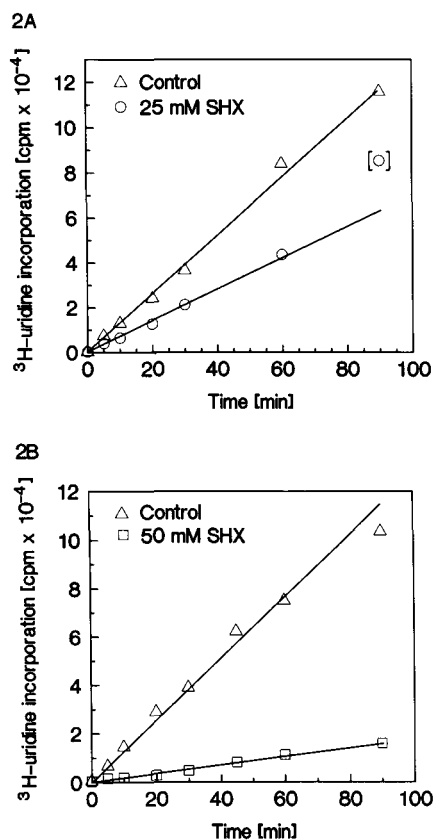 2A
³H-uridine incorporation [cpm x 10⁻⁴]
12
10
8
6
4
2
0
Control
25 mM SHX
[ ]
0 20 40 60 80 100
Time [min]
2B
³H-uridine incorporation [cpm x 10⁻⁴]
12
10
8
6
4
2
0
Control
50 mM SHX
0 20 40 60 80 100
Time [min]